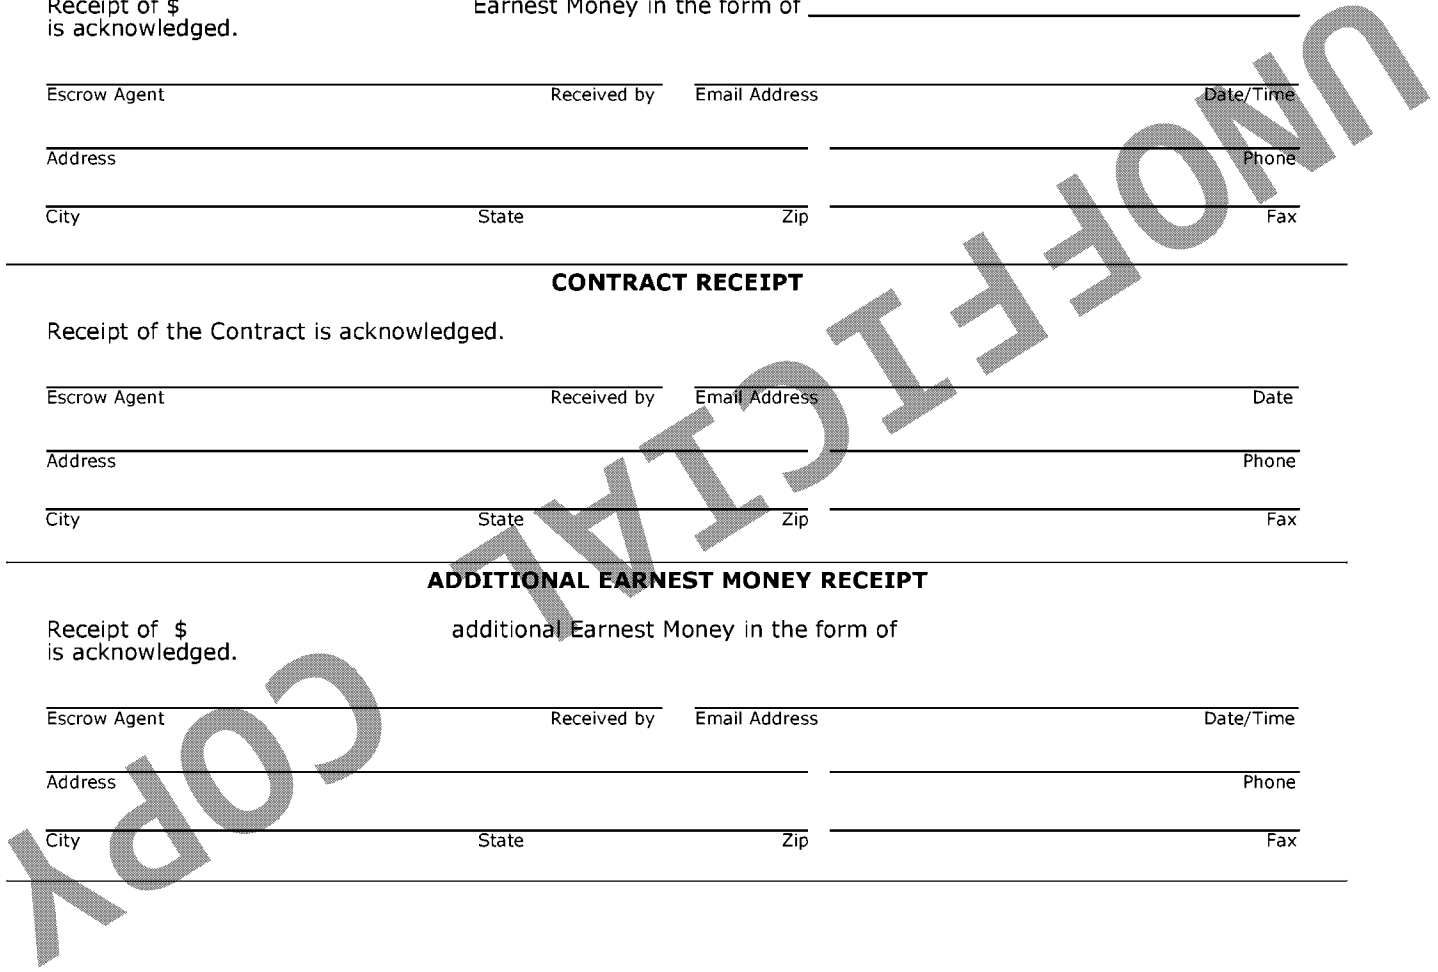 Receipt of $ Earnest Money in the form of
is acknowledged.
Escrow Agent Received by Email Address Date/Time
Address Phone
City State Zip Fax
CONTRACT RECEIPT
Receipt of the Contract is acknowledged.
Escrow Agent Received by Email Address Date
Address Phone
City State Zip Fax
ADDITIONAL EARNEST MONEY RECEIPT
Receipt of $ additional Earnest Money in the form of
is acknowledged.
Escrow Agent Received by Email Address Date/Time
Address Phone
City State Zip Fax
UNOFFICIAL COPY